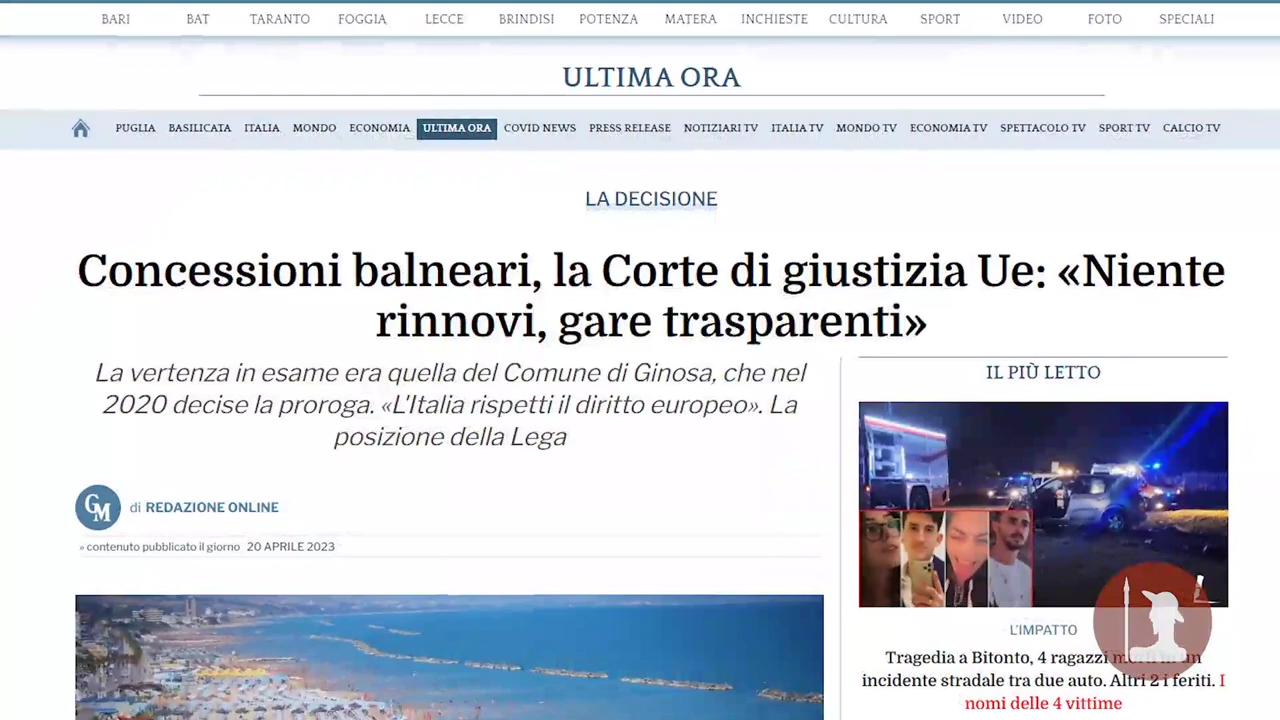 BARI BAT TARANTO FOGGIA LECCE BRINDISI POTENZA MATERA INCHIESTE CULTURA SPORT VIDEO FOTO SPECIALI
ULTIMA ORA
PUGLIA BASILICATA ITALIA MONDO ECONOMIA ULTIMA ORA COVID NEWS PRESS RELEASE NOTIZIARI TV ITALIA TV MONDO TV ECONOMIA TV SPETTACOLO TV SPORT TV CALCIO TV
LA DECISIONE
Concessioni balneari, la Corte di giustizia Ue: «Niente
rinnovi, gare trasparenti»
La vertenza in esame era quella del Comune di Ginosa, che nel
2020 decise la proroga. «L'Italia rispetti il diritto europeo». La
posizione della Lega
GM di REDAZIONE ONLINE
» contenuto pubblicato il giorno 20 APRILE 2023
IL PIÙ LETTO
L'IMPATTO
Tragedia a Bitonto, 4 ragazzi morti in un
incidente stradale tra due auto. Altri 2 i feriti. I
nomi delle 4 vittime